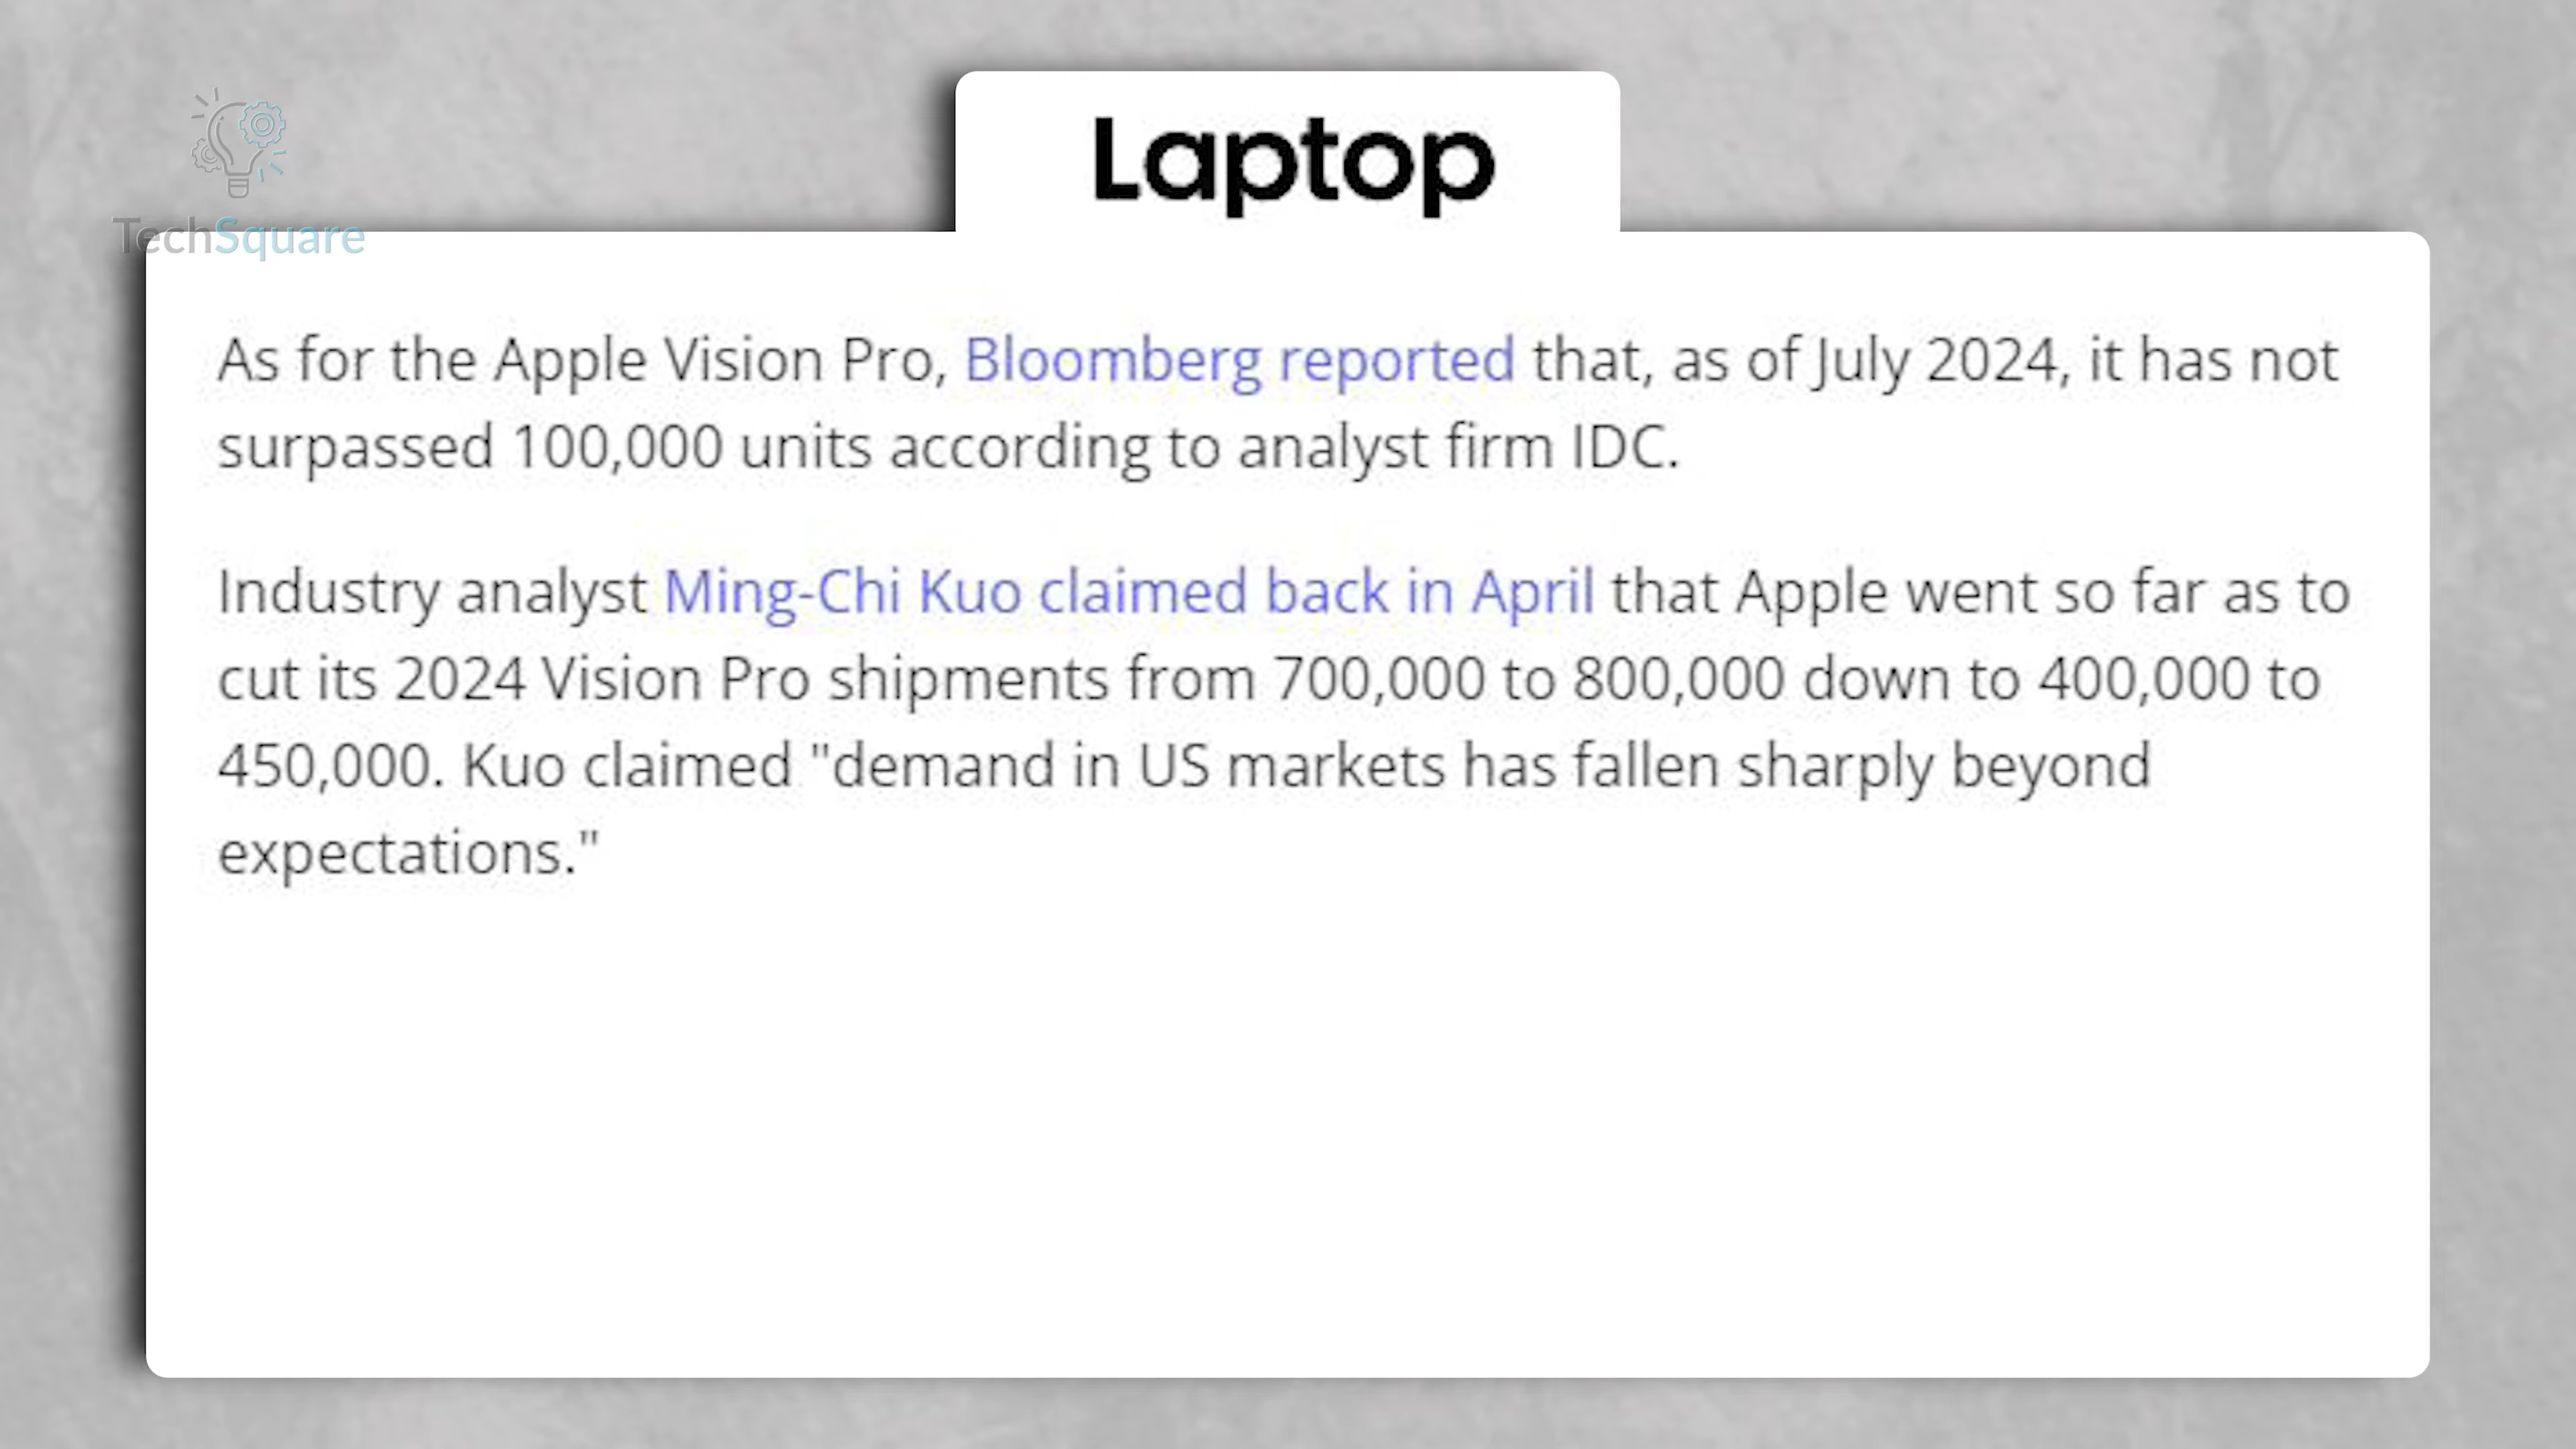 Laptop
TechSquare
As for the Apple Vision Pro, Bloomberg reported that, as of July 2024, it has not
surpassed 100,000 units according to analyst firm IDC.
Industry analyst Ming-Chi Kuo claimed back in April that Apple went so far as to
cut its 2024 Vision Pro shipments from 700,000 to 800,000 down to 400,000 to
450,000. Kuo claimed "demand in US markets has fallen sharply beyond
expectations."